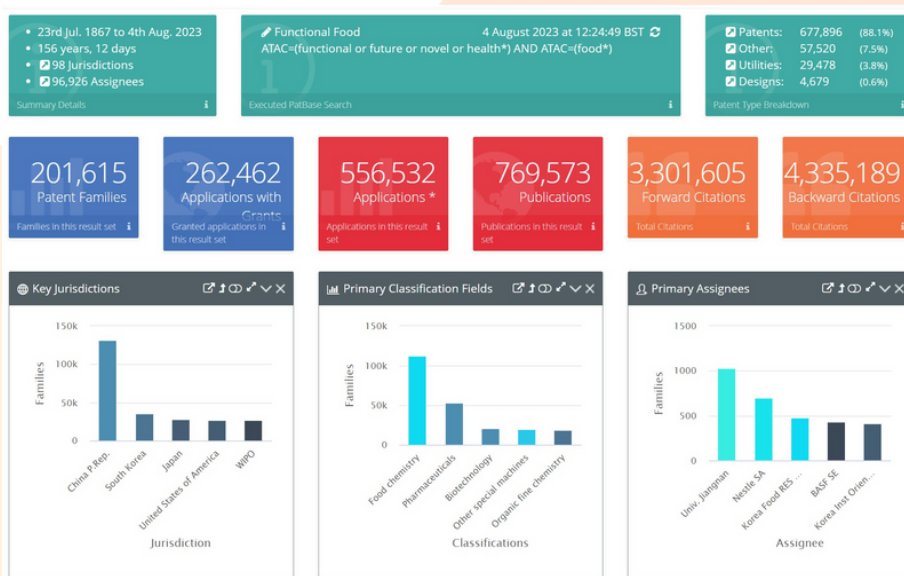 23rd Jul. 1867 to 4th Aug. 2023
156 years, 12 days
98 Jurisdictions
96,926 Assignees
Summary Details
Functional Food
4 August 2023 at 12:24:49 BST
ATAC=(functional or future or novel or health*) AND ATAC=(food*)
Executed PatBase Search
Patents: 677,896 (88.1%)
Other: 57,520 (7.5%)
Utilities: 29,478 (3.8%)
Designs: 4,679 (0.6%)
Patent Type Breakdown
201,615
Patent Families
Families in this result set
262,462
Applications with
Grants
Granted applications in
this result set
556,532
Applications *
Applications in this result
set
769,573
Publications
Publications in this result
set
3,301,605
Forward Citations
Total Citations
4,335,189
Backward Citations
Total Citations
Key Jurisdictions
150k
100k
50k
0
Families
China P.Rep.
South Korea
Japan
United States of America
WIPO
Jurisdiction
Primary Classification Fields
150k
100k
50k
0
Families
Food chemistry
Pharmaceuticals
Biotechnology
Other special machines
Organic fine chemistry
Classifications
Primary Assignees
1500
1000
500
0
Families
Univ. Jiangnan
Nestle SA
Korea Food RES ...
BASF SE
Korea Inst Orien...
Assignee